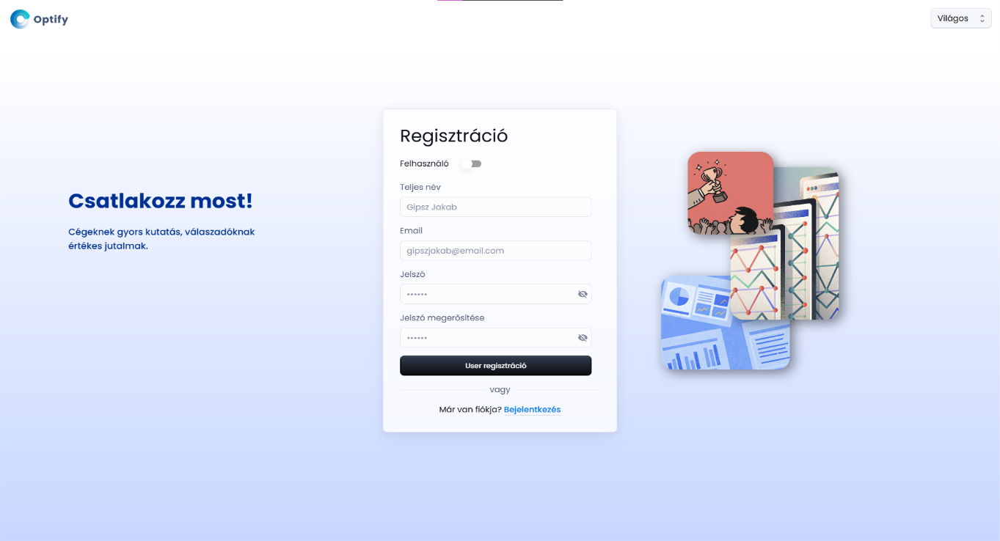 Optify
Világos
Csatlakozz most!
Cégeknek gyors kutatás, válaszadóknak
értékes jutalmak.
Regisztráció
Felhasználó
Teljes név
Gipsz Jakab
Email
gipszjakab@email.com
Jelszó
••••••
Jelszó megerősítése
••••••
User regisztráció
vagy
Már van fiókja? Bejelentkezés